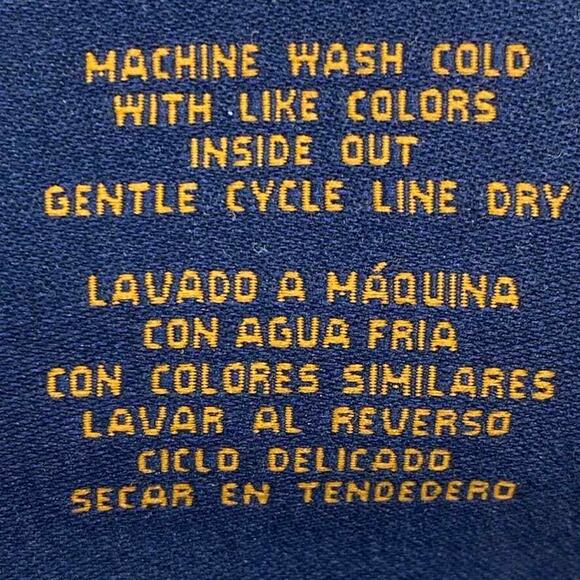 MACHINE WASH COLD
WITH LIKE COLORS
INSIDE OUT
GENTLE CYCLE LINE DRY
LAVADO A MÁQUINA
CON AGUA FRIA
CON COLORES SIMILARES
LAVAR AL REVERSO
CICLO DELICADO
SECAR EN TENDEDERO